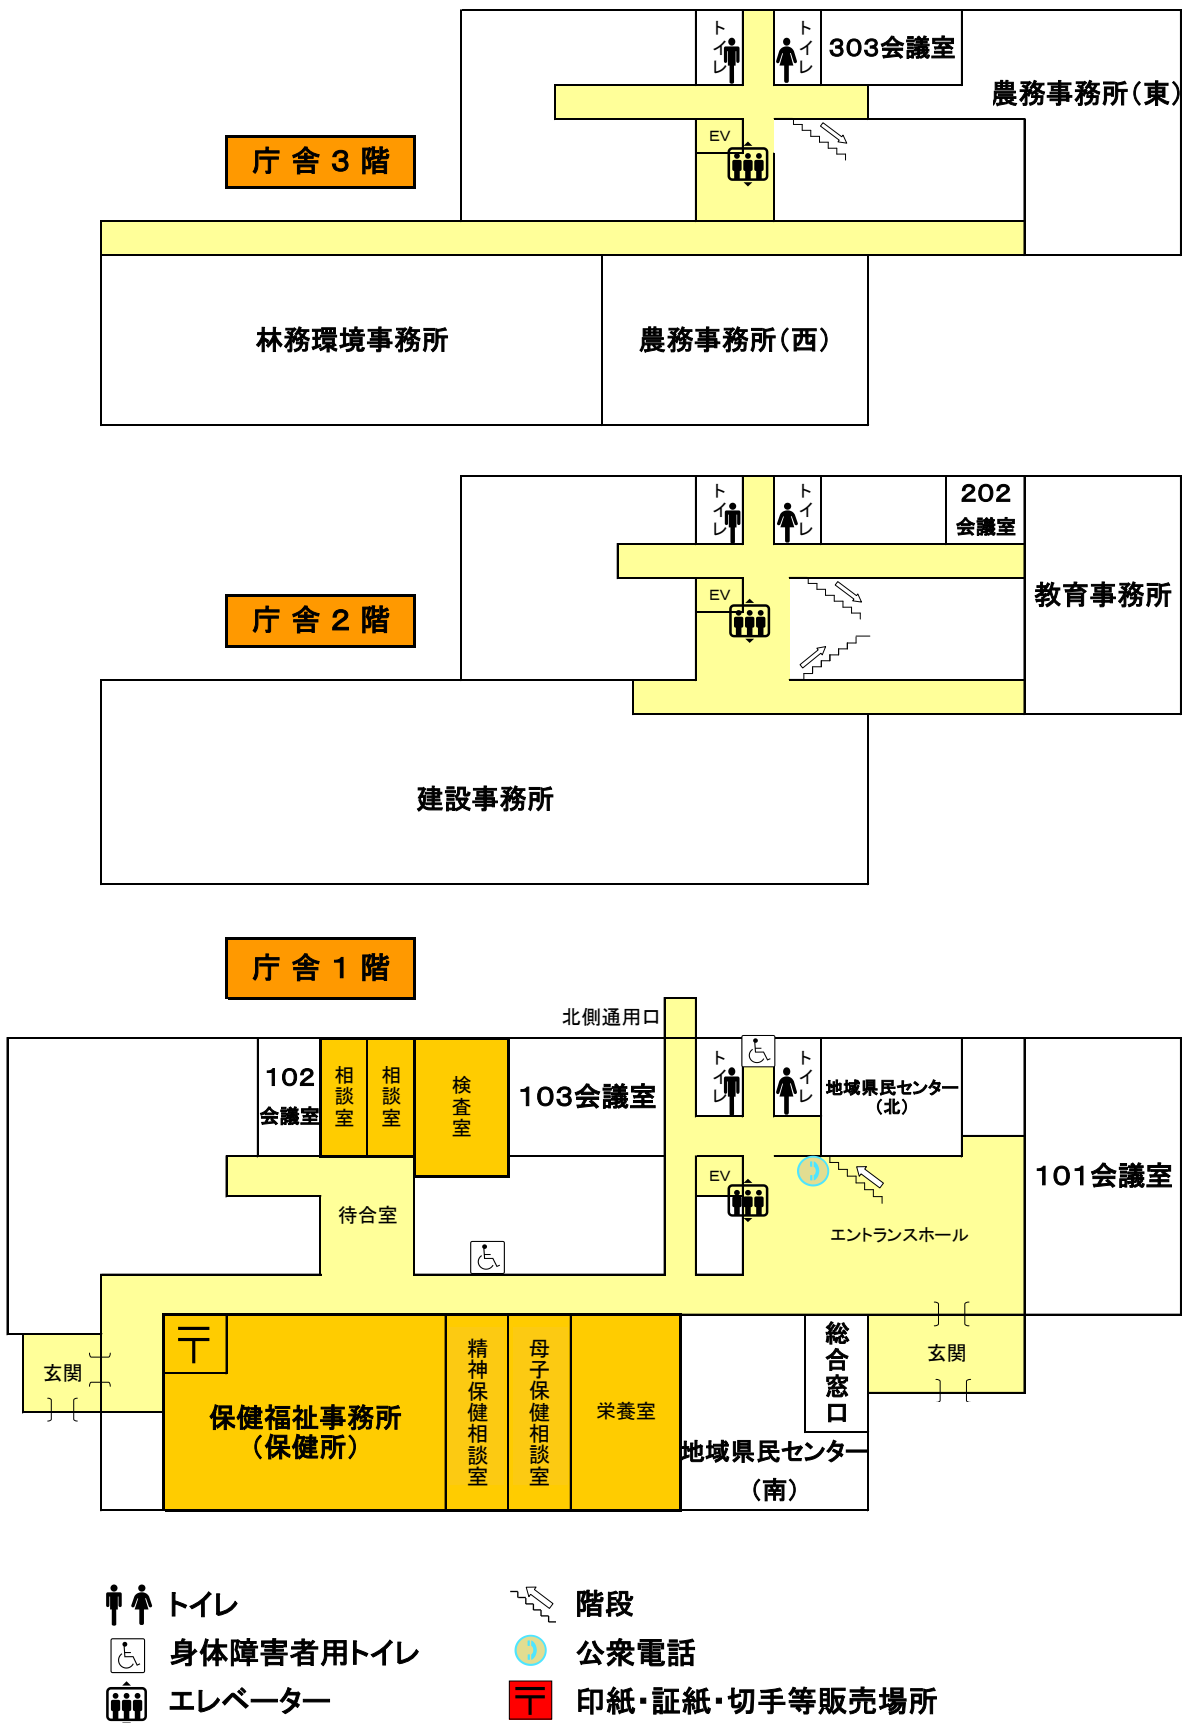 トイレ
トイレ
303会議室
農務事務所(東)
EV
庁舎3階
林務環境事務所
農務事務所(西)
トイレ
トイレ
202
会議室
EV
教育事務所
庁舎2階
建設事務所
庁舎1階
北側通用口
102
会議室
相談室
相談室
検査室
103会議室
トイレ
トイレ
地域県民センター
(北)
EV
101会議室
待合室
エントランスホール
玄関
〒
保健福祉事務所
(保健所)
精神保健相談室
母子保健相談室
栄養室
総合窓口
玄関
地域県民センター
(南)
トイレ
階段
身体障害者用トイレ
公衆電話
エレベーター
〒
印紙・証紙・切手等販売場所